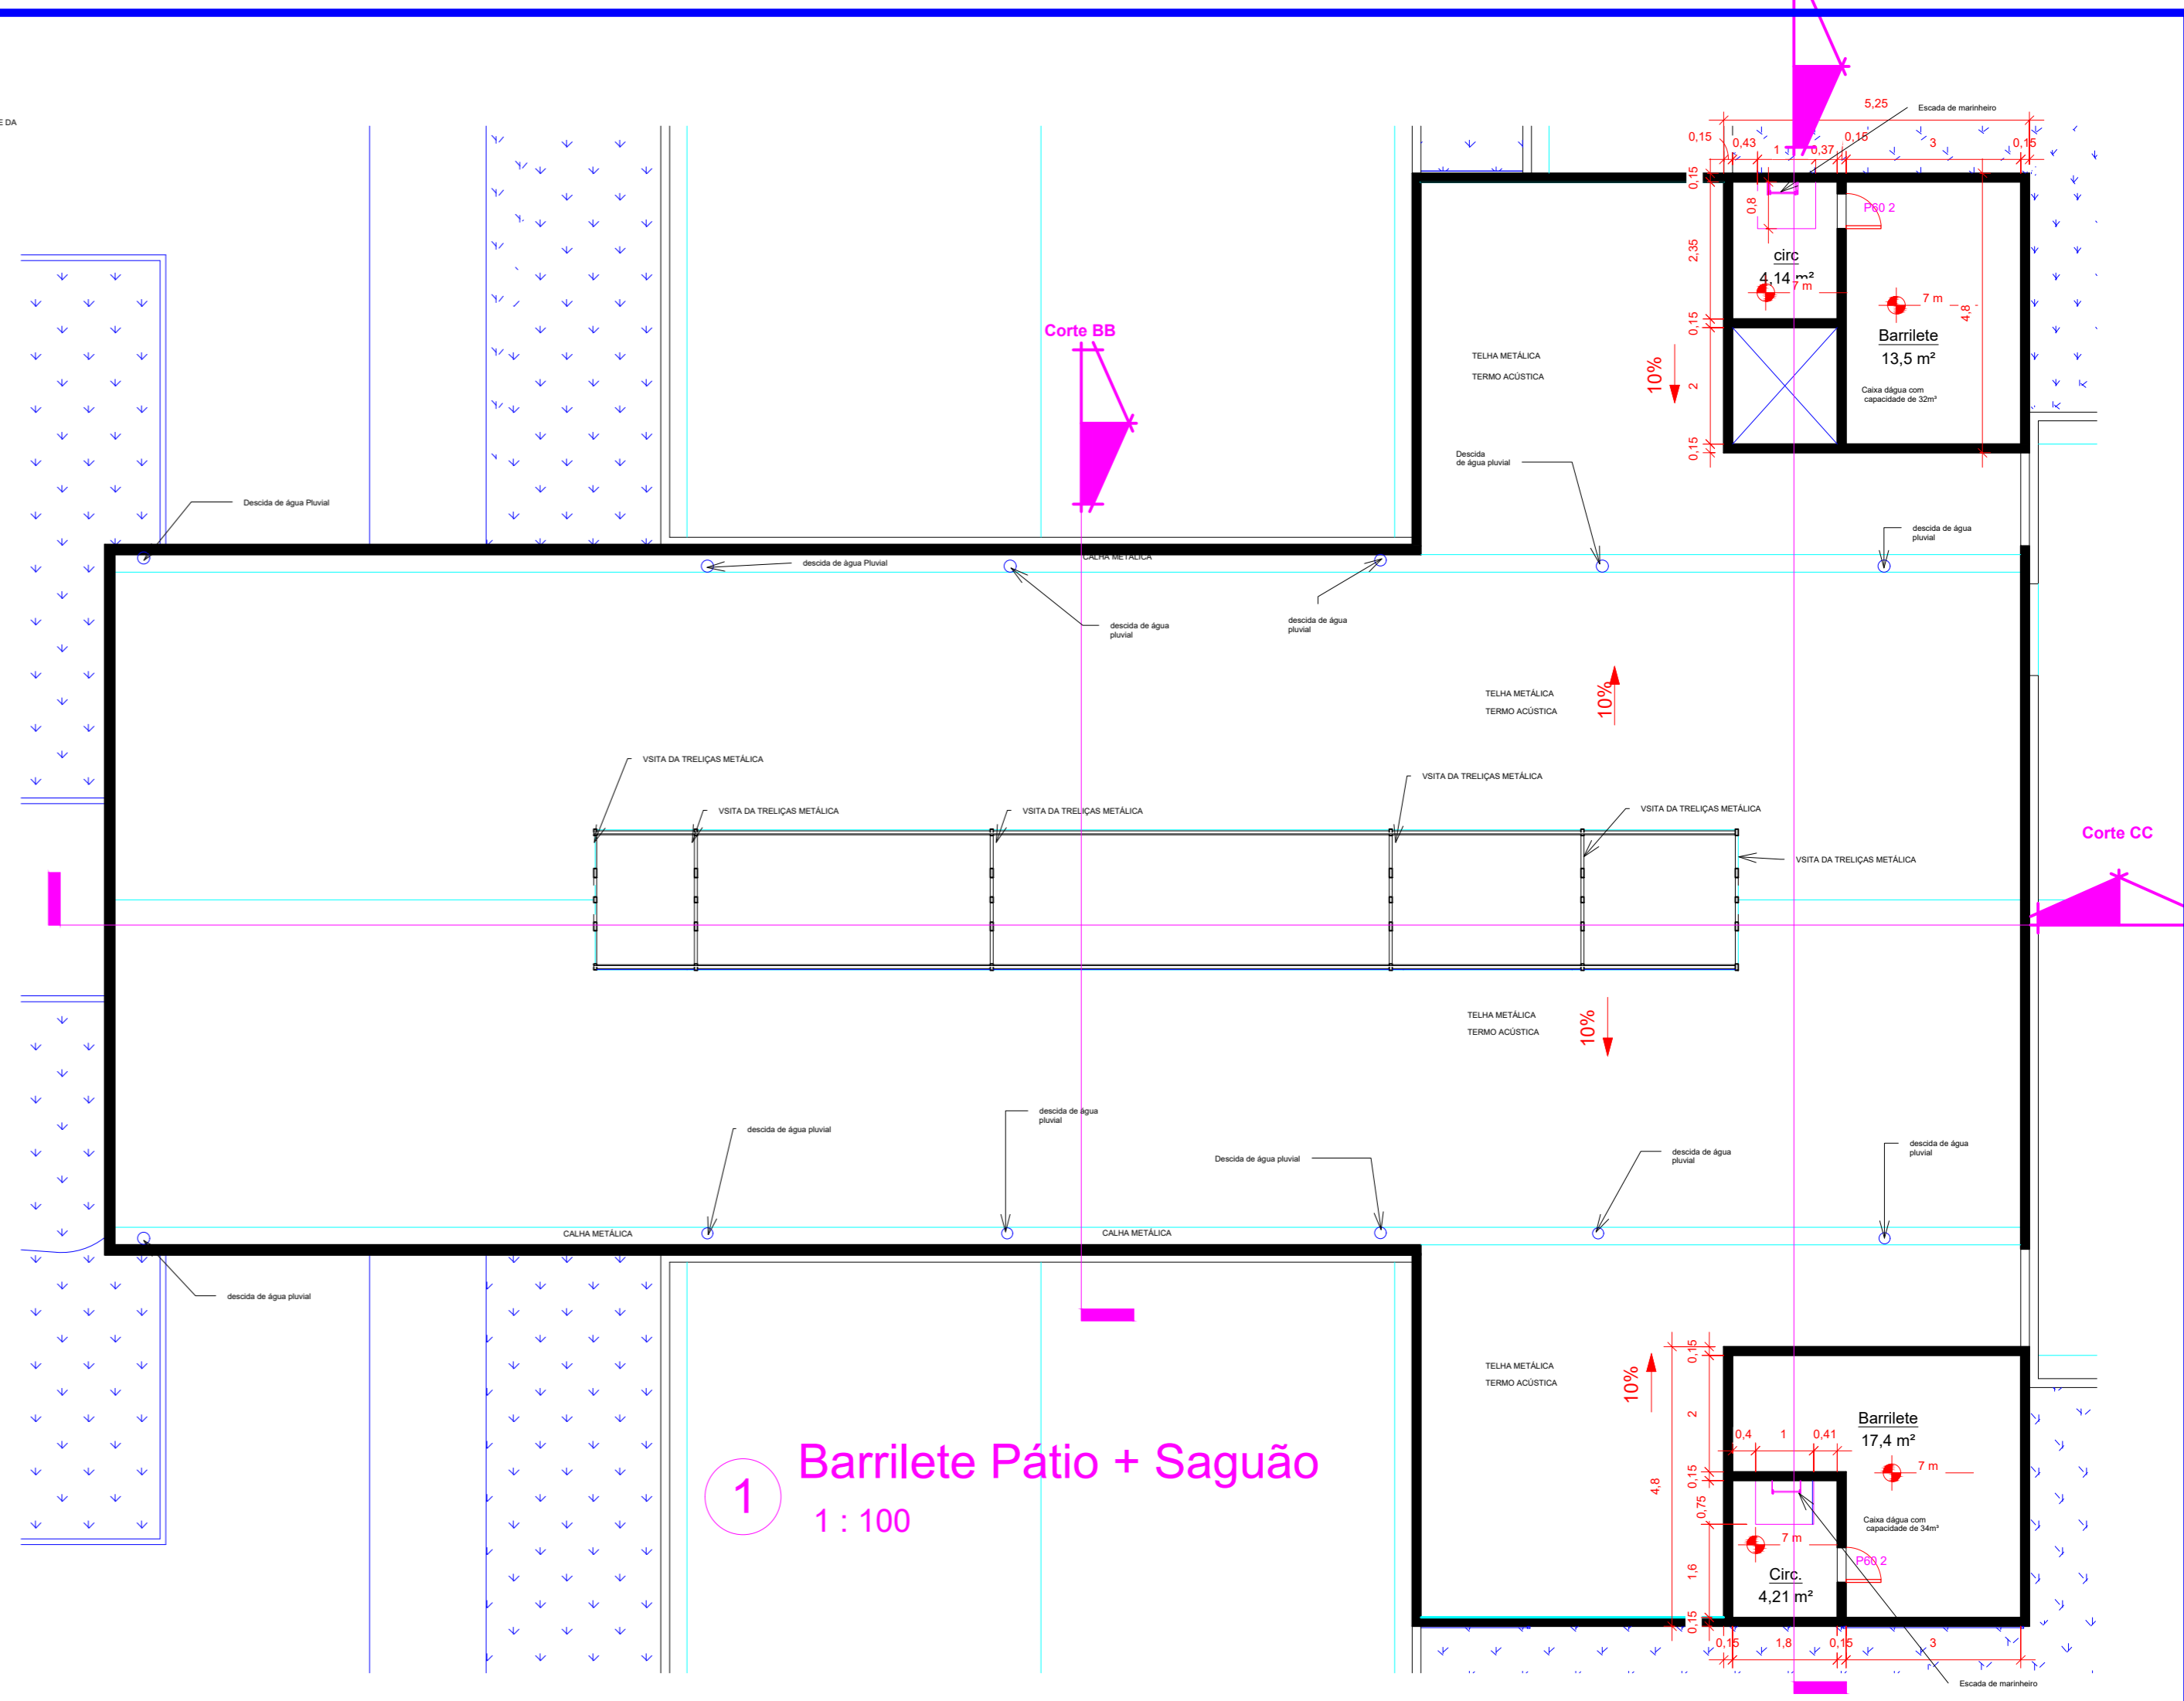 E DA
5,25
Escada de marinheiro
0,15
0,43
1
0,37
0,15
3
0,15
0,15
0,8
P60 2
2,35
circ
4,14 m²
7 m
7 m
4,8
Corte BB
0,15
Barrilete
13,5 m²
TELHA METÁLICA
TERMO ACÚSTICA
10%
2
Caixa dágua com
capacidade de 32m³
0,15
Descida
de água pluvial
Descida de água Pluvial
descida de água
pluvial
CALHA METÁLICA
descida de água Pluvial
descida de água
pluvial
descida de água
pluvial
TELHA METÁLICA
TERMO ACÚSTICA
10%
VSITA DA TRELIÇAS METÁLICA
VSITA DA TRELIÇAS METÁLICA
VSITA DA TRELIÇAS METÁLICA
VSITA DA TRELIÇAS METÁLICA
VSITA DA TRELIÇAS METÁLICA
VSITA DA TRELIÇAS METÁLICA
Corte CC
TELHA METÁLICA
TERMO ACÚSTICA
10%
descida de água
pluvial
descida de água pluvial
Descida de água pluvial
descida de água
pluvial
descida de água
pluvial
CALHA METÁLICA
CALHA METÁLICA
descida de água pluvial
TELHA METÁLICA
TERMO ACÚSTICA
10%
0,15
2
0,4
1
0,41
Barrilete
17,4 m²
7 m
4,8
0,15
0,75
Caixa dágua com
capacidade de 34m³
7 m
P60 2
1,6
Circ.
4,21 m²
0,15
0,15
1,8
0,15
3
Escada de marinheiro
1
Barrilete Pátio + Saguão
1 : 100